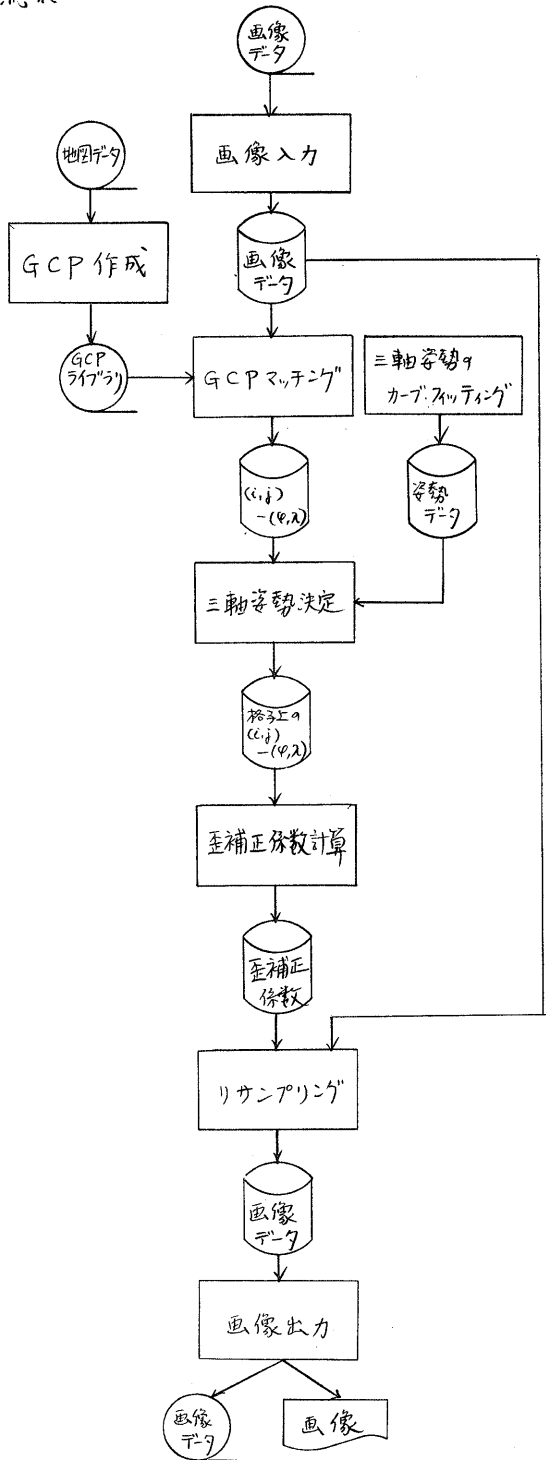 画像
データ
画像入力
地図データ
GCP作成
画像
データ
GCP
ライブラリ
GCPマッチング
三軸姿勢の
カーブ・フィッティング
(i,j)
−(φ,λ)
姿勢
データ
三軸姿勢決定
格子上の
(i,j)
−(φ,λ)
歪補正係数計算
歪補正
係数
リサンプリング
画像
データ
画像出力
画像
データ
画像